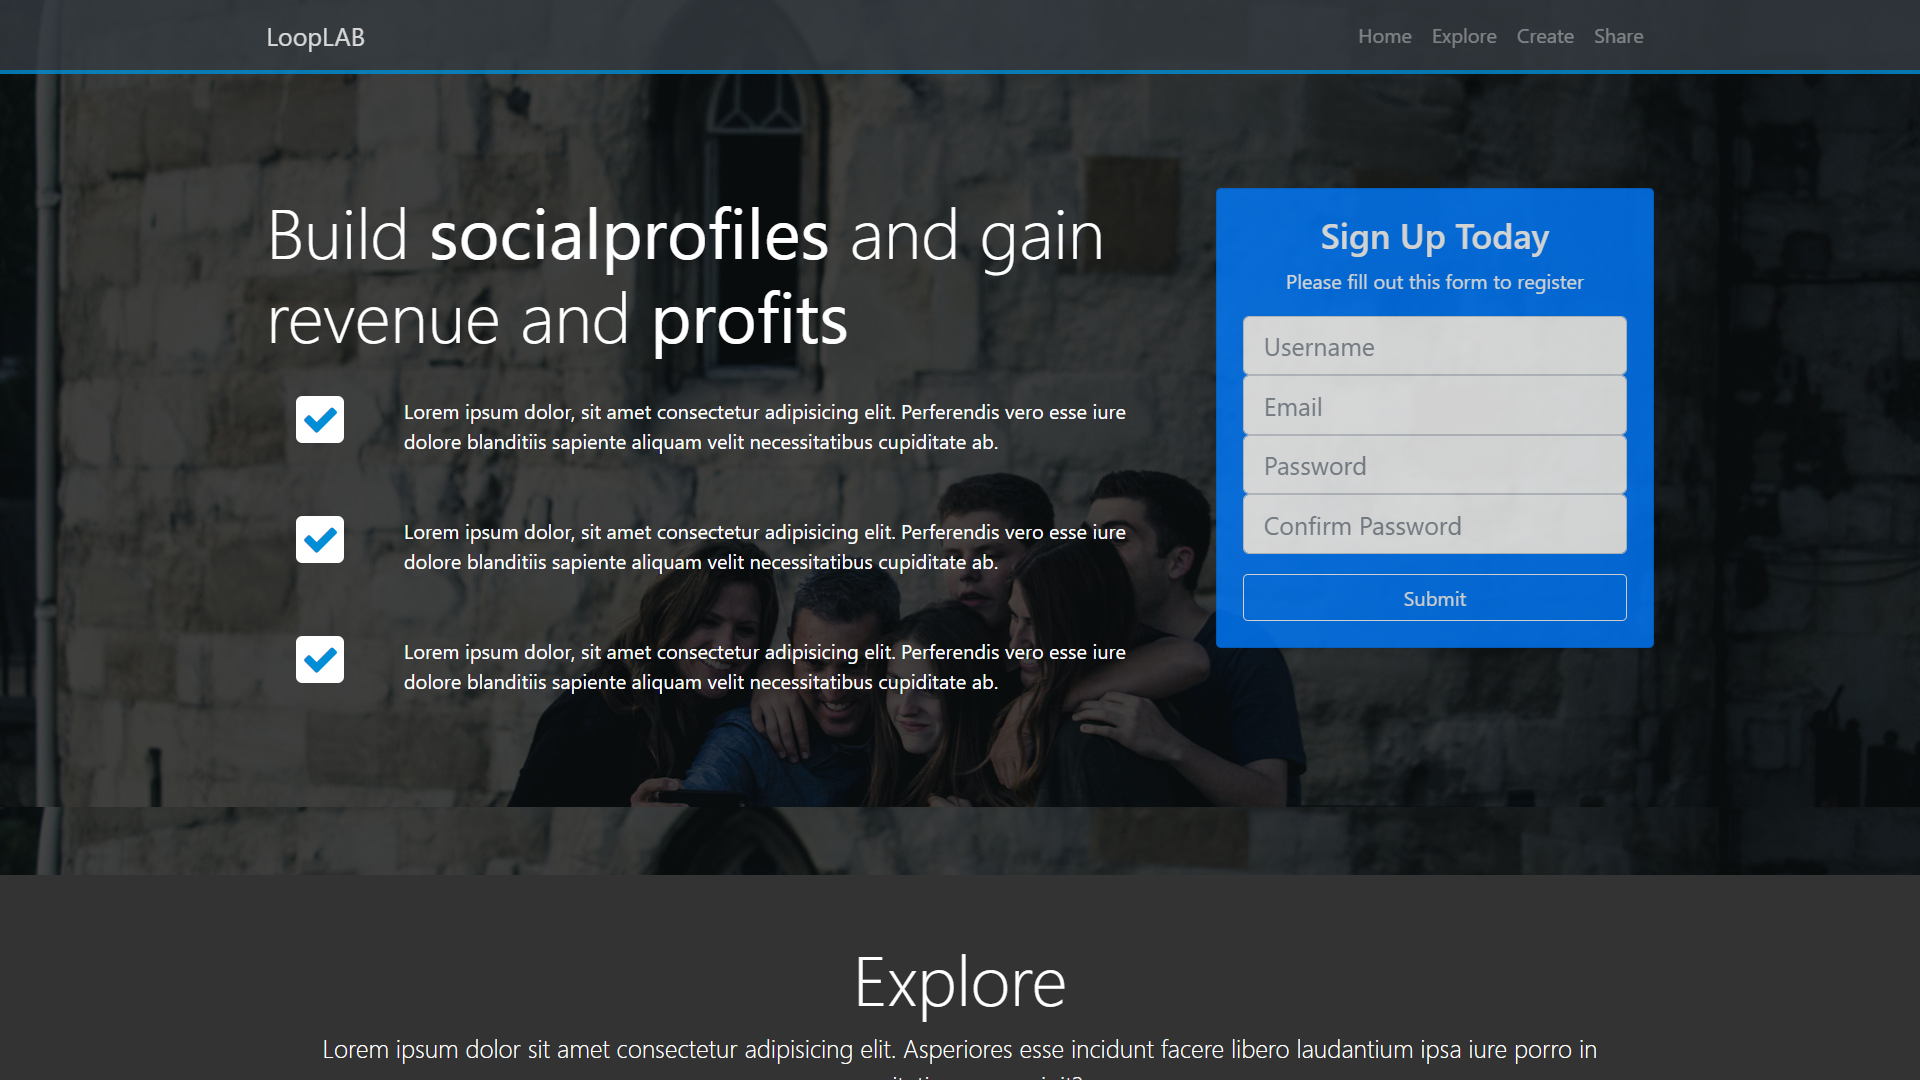 LoopLAB
Home Explore Create Share
Build socialprofiles and gain
revenue and profits
Lorem ipsum dolor, sit amet consectetur adipisicing elit. Perferendis vero esse iure
dolore blanditiis sapiente aliquam velit necessitatibus cupiditate ab.
Lorem ipsum dolor, sit amet consectetur adipisicing elit. Perferendis vero esse iure
dolore blanditiis sapiente aliquam velit necessitatibus cupiditate ab.
Lorem ipsum dolor, sit amet consectetur adipisicing elit. Perferendis vero esse iure
dolore blanditiis sapiente aliquam velit necessitatibus cupiditate ab.
Sign Up Today
Please fill out this form to register
Username
Email
Password
Confirm Password
Submit
Explore
Lorem ipsum dolor sit amet consectetur adipisicing elit. Asperiores esse incidunt facere libero laudantium ipsa iure porro in